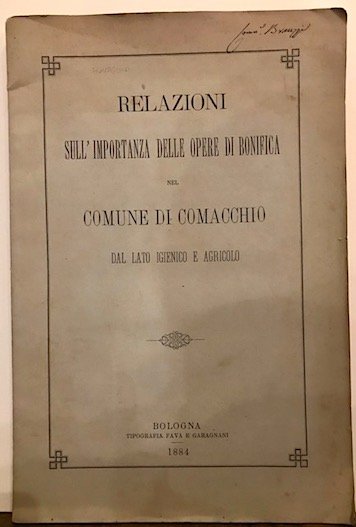 RELAZIONI
SULL'IMPORTANZA DELLE OPERE DI BONIFICA
NEL
COMUNE DI COMACCHIO
DAL LATO IGIENICO E AGRICOLO
BOLOGNA
TIPOGRAFIA FAVA E GARAGNANI
1884